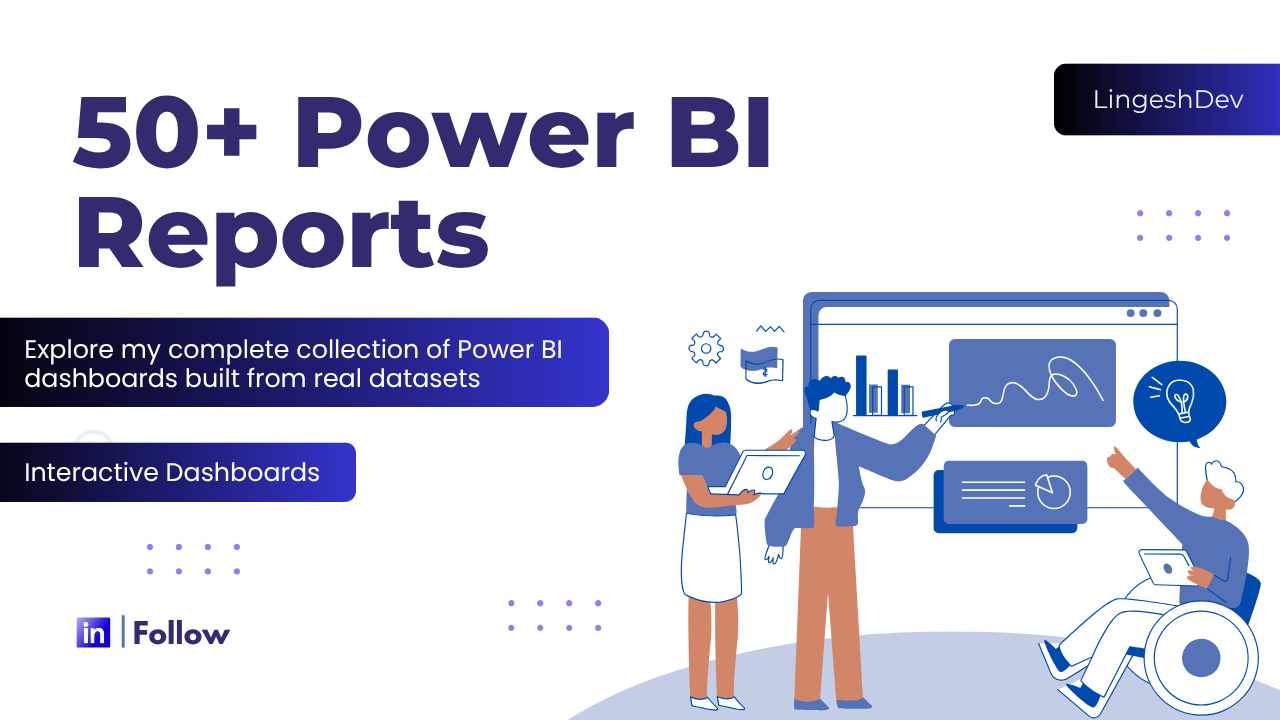 50+ Power BI
Reports
LingeshDev
Explore my complete collection of Power BI
dashboards built from real datasets
Interactive Dashboards
in Follow